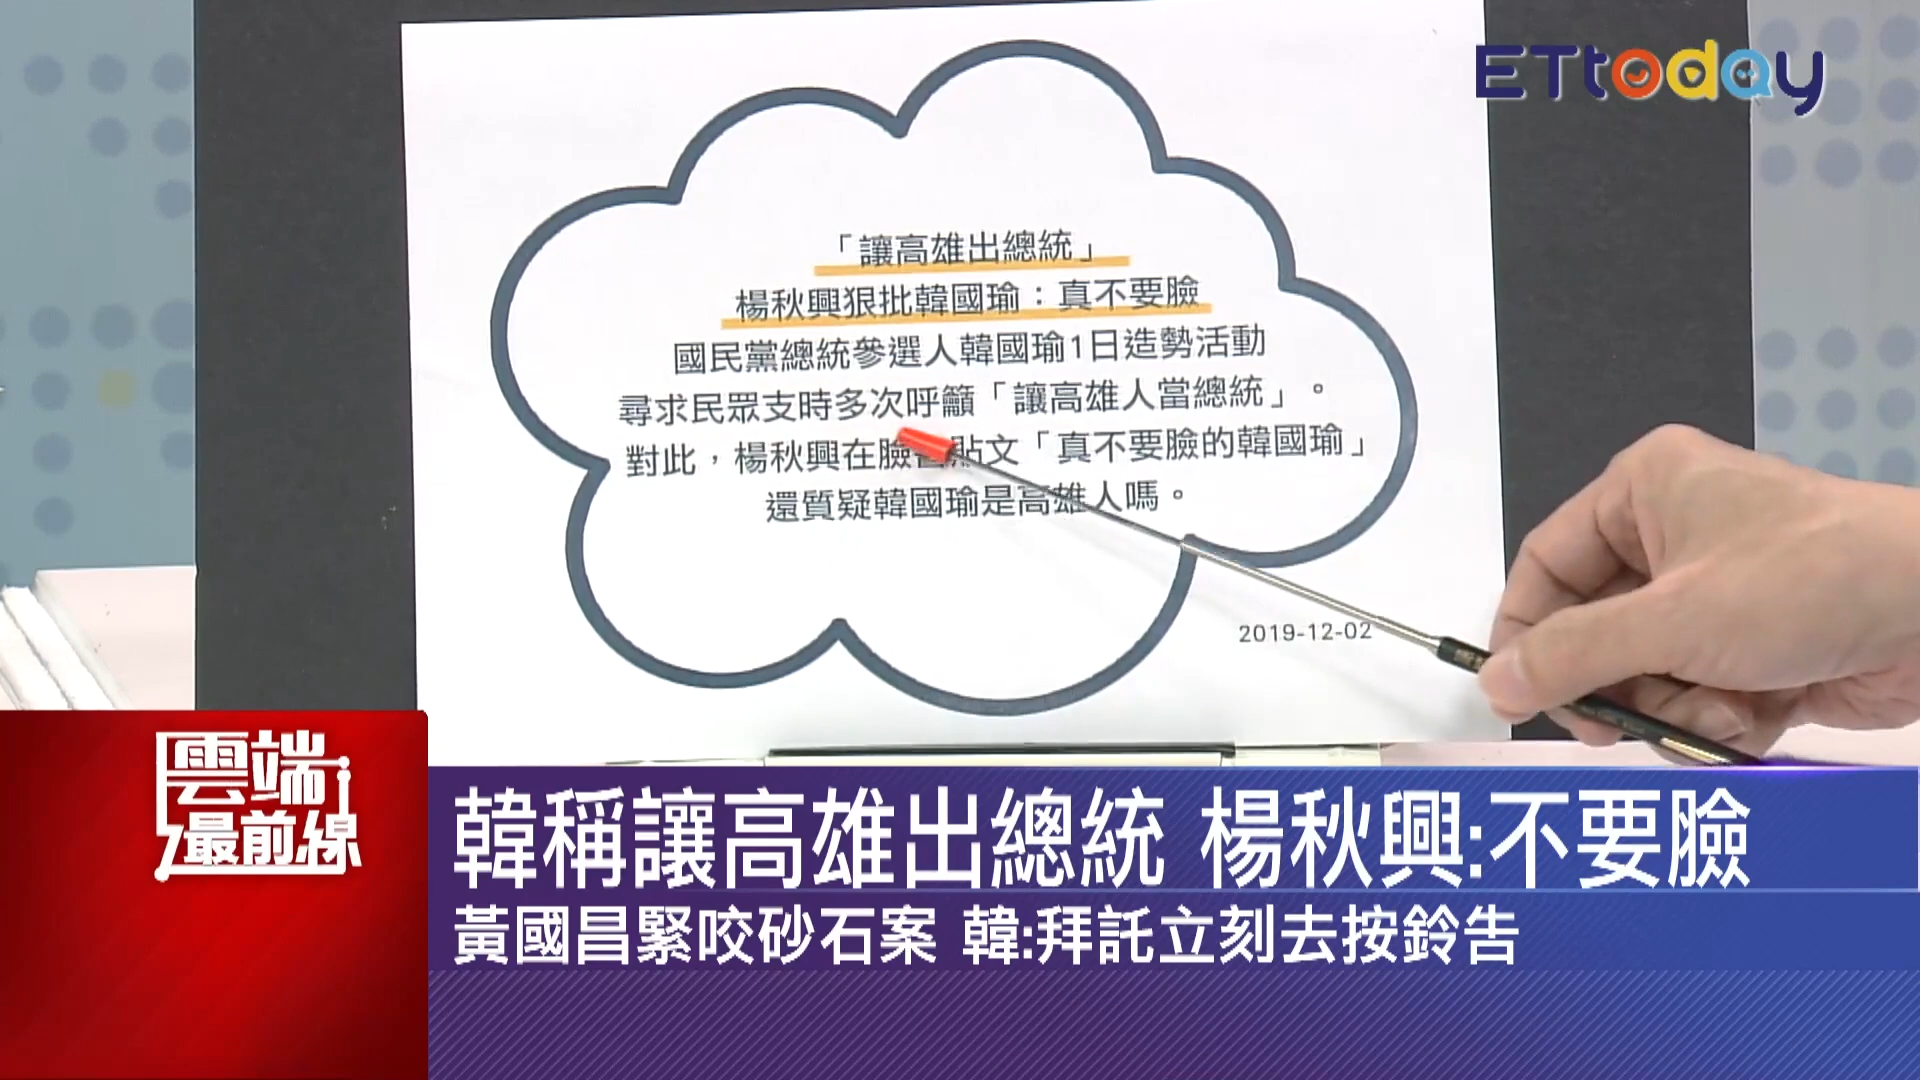 ETtoday
「讓高雄出總統」
楊秋興狠批韓國瑜：真不要臉
國民黨總統參選人韓國瑜1日造勢活動
尋求民眾支時多次呼籲「讓高雄人當總統」。
對此，楊秋興在臉書貼文「真不要臉的韓國瑜」
還質疑韓國瑜是高雄人嗎。
2019-12-02
雲端
最前線
韓稱讓高雄出總統 楊秋興:不要臉
黃國昌緊咬砂石案 韓:拜託立刻去按鈴告